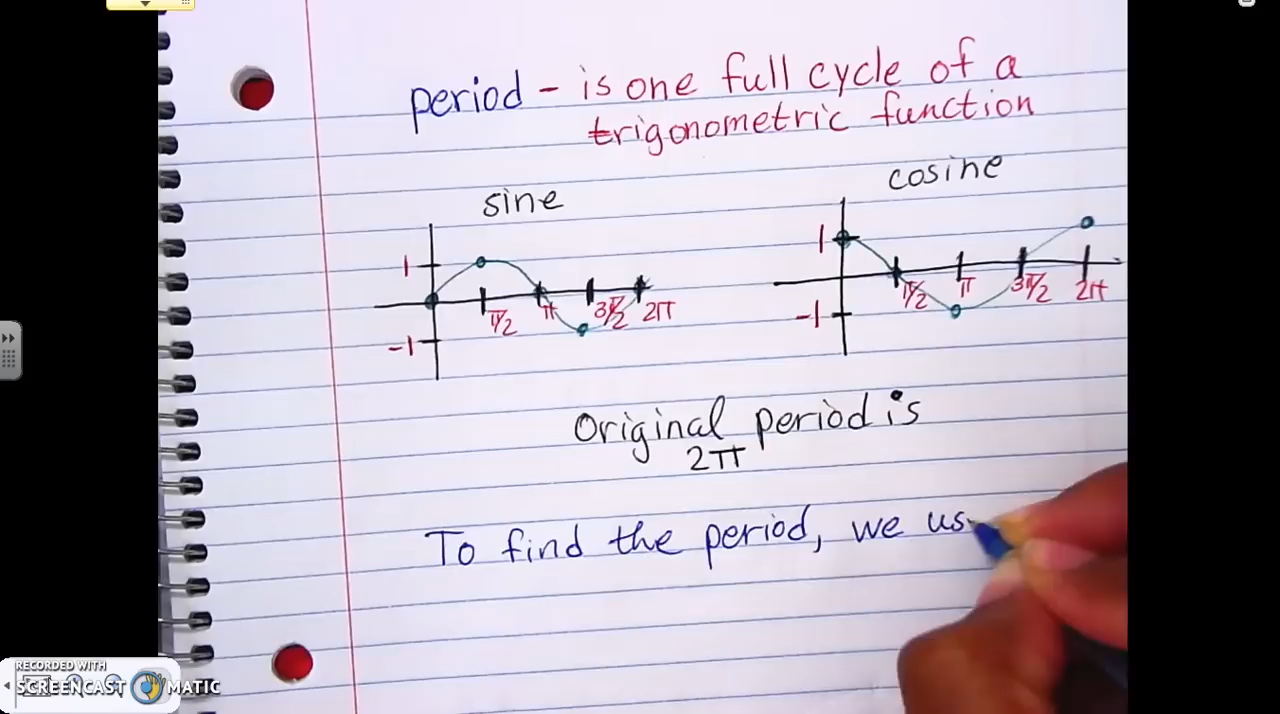 period - is one full cycle of a
trigonometric function
sine
cosine
1
-1
π/2 π 3π/2 2π
1
-1
π/2 π 3π/2 2π
Original period is
2π
To find the period, we us
RECORDED WITH
SCREENCAST MATIC